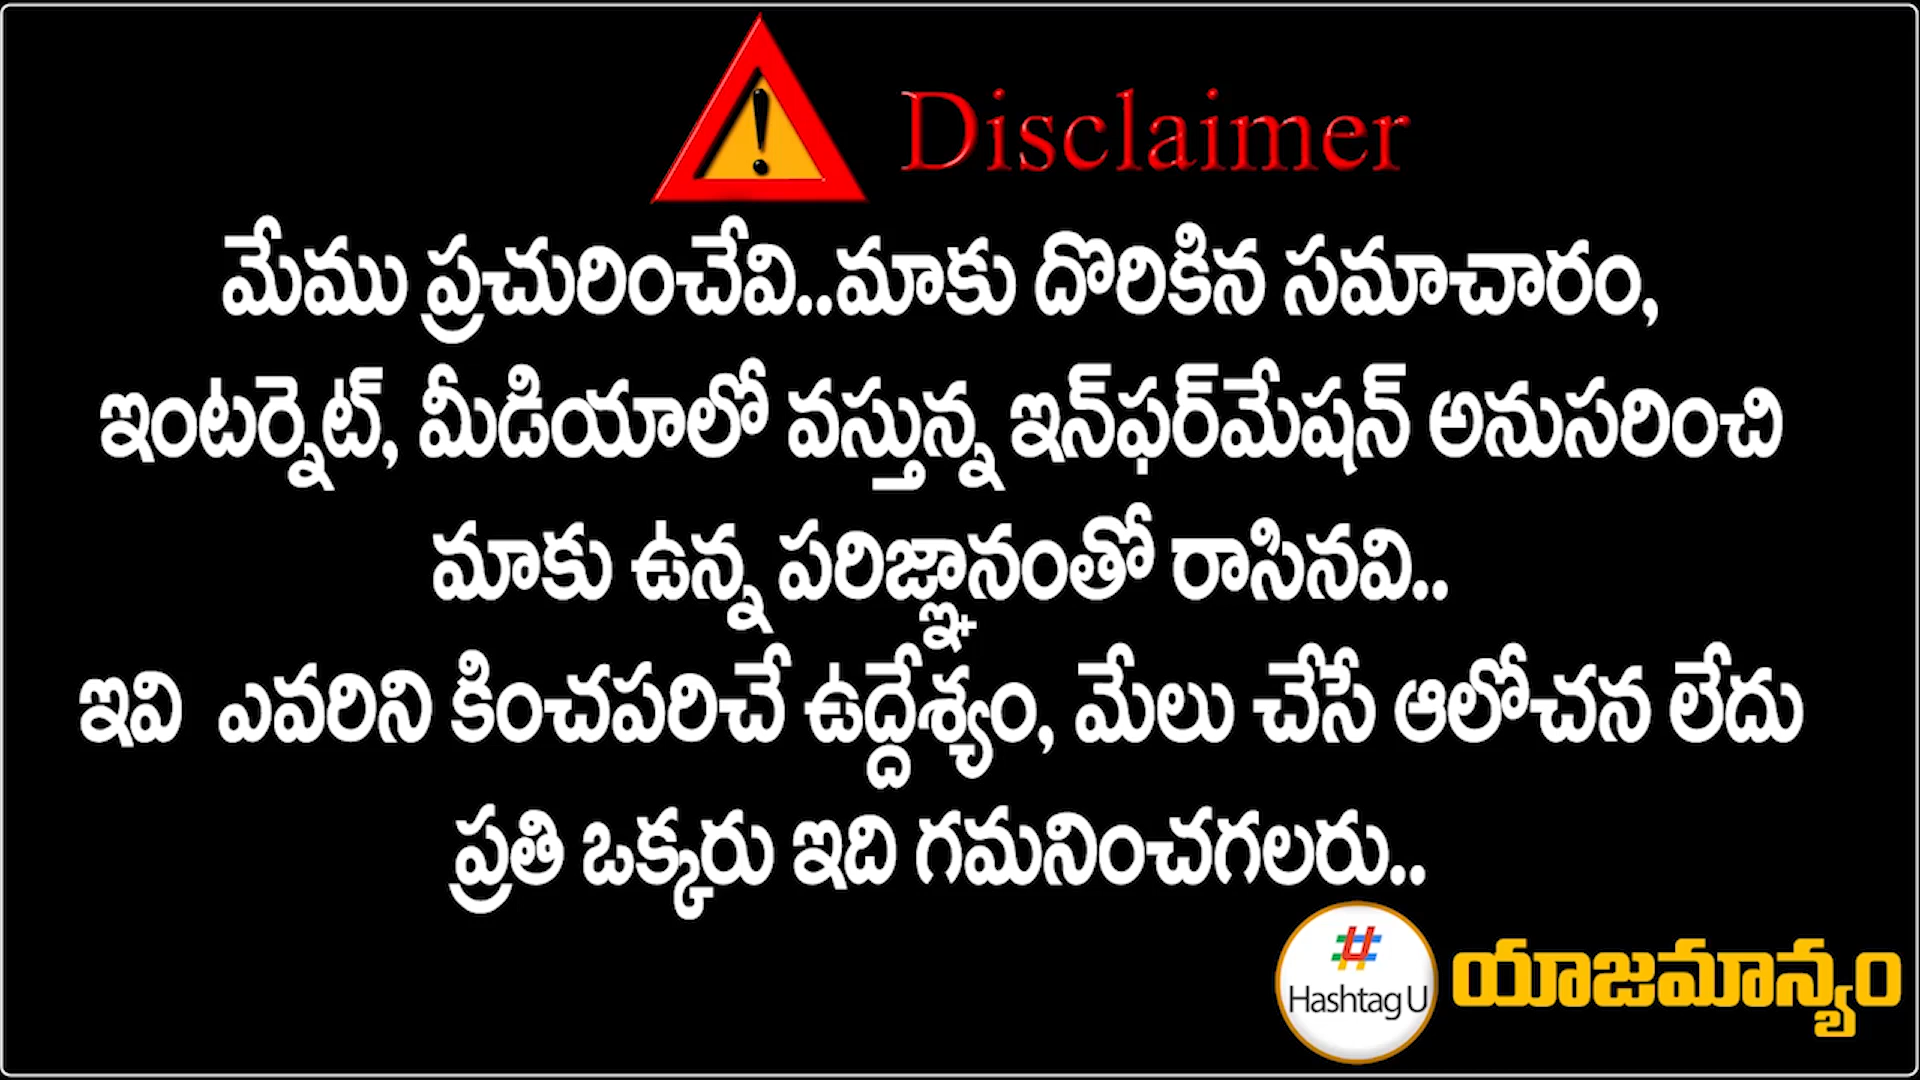 Disclaimer
మేము ప్రచురించేవి..మాకు దొరికిన సమాచారం,
ఇంటర్నెట్, మీడియాలో వస్తున్న ఇన్‌ఫర్‌మేషన్ అనుసరించి
మాకు ఉన్న పరిజ్ఞానంతో రాసినవి..
ఇవి ఎవరిని కించపరిచే ఉద్దేశ్యం, మేలు చేసే ఆలోచన లేదు
ప్రతి ఒక్కరు ఇది గమనించగలరు..
#
Hashtag U
యాజమాన్యం